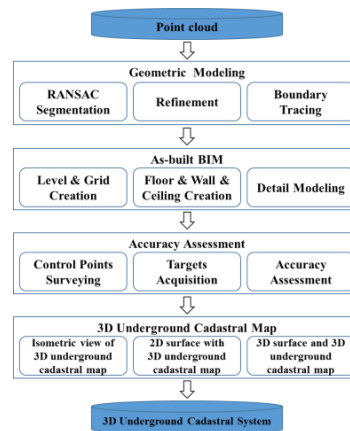 Point cloud
Geometric Modeling
RANSAC
Segmentation
Refinement
Boundary
Tracing
As-built BIM
Level & Grid
Creation
Floor & Wall &
Ceiling Creation
Detail Modeling
Accuracy Assessment
Control Points
Surveying
Targets
Acquisition
Accuracy
Assessment
3D Underground Cadastral Map
Isometric view of
3D underground
cadastral map
2D surface with
3D underground
cadastral map
3D surface and 3D
underground
cadastral map
3D Underground Cadastral System